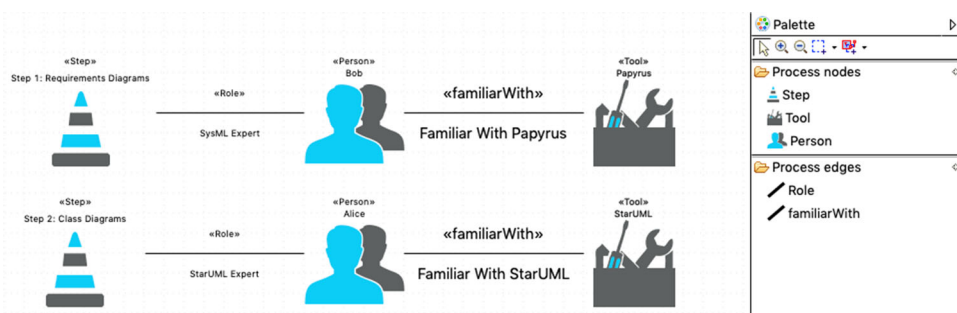 «Step»
Step 1: Requirements Diagrams
«Role»
SysML Expert
«Person»
Bob
«familiarWith»
Familiar With Papyrus
«Tool»
Papyrus
«Step»
Step 2: Class Diagrams
«Role»
StarUML Expert
«Person»
Alice
«familiarWith»
Familiar With StarUML
«Tool»
StarUML
Palette
Process nodes
Step
Tool
Person
Process edges
Role
familiarWith